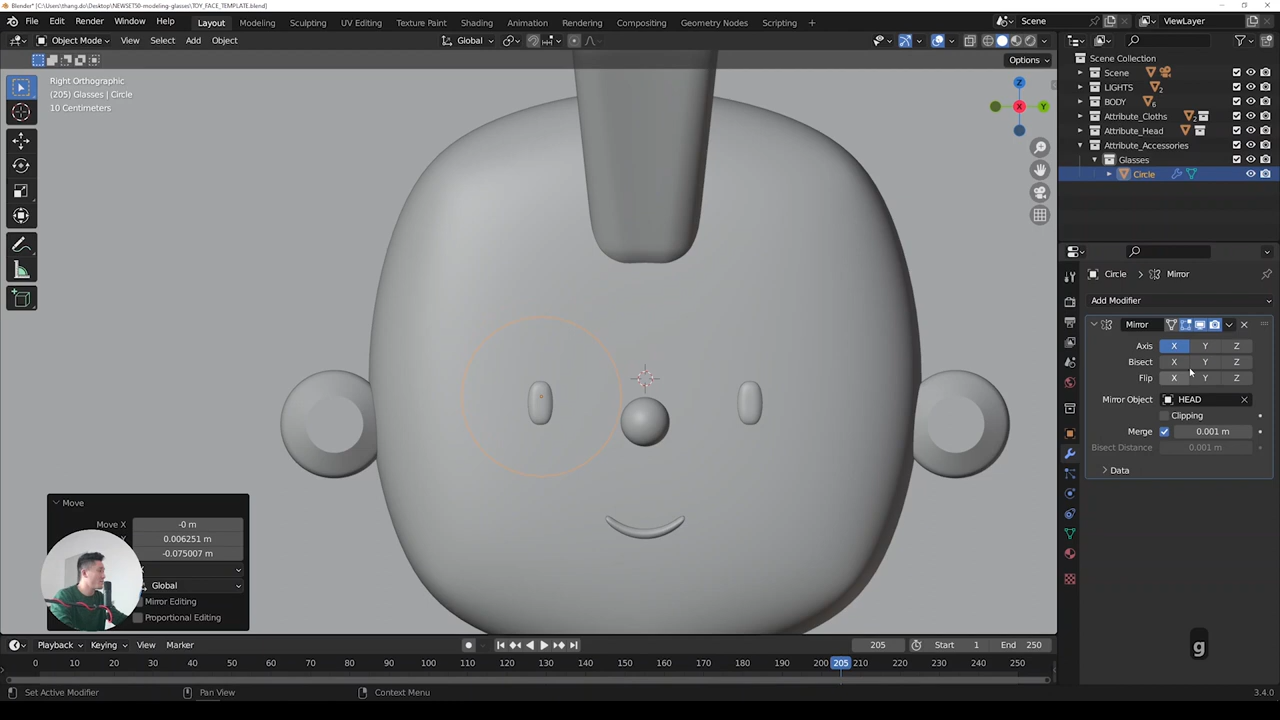 Blender* [C:\Users\thang.do\Desktop\NEWSET50-modeling-glasses\TOY_FACE_TEMPLATE.blend]
File Edit Render Window Help Layout Modeling Sculpting UV Editing Texture Paint Shading Animation Rendering Compositing Geometry Nodes Scripting + Scene ViewLayer
Object Mode View Select Add Object Global
Options
Right Orthographic
(205) Glasses | Circle
10 Centimeters
Z
Y
X
Scene Collection
Scene
LIGHTS 2
BODY 6
Attribute_Cloths 2
Attribute_Head
Attribute_Accessories
Glasses
Circle
Circle > Mirror
Add Modifier
Mirror
Axis X Y Z
Bisect X Y Z
Flip X Y Z
Mirror Object HEAD
Clipping
Merge 0.001 m
Bisect Distance 0.001 m
Data
Move
Move X -0 m
0.006251 m
-0.075007 m
Global
Mirror Editing
Proportional Editing
g
Playback Keying View Marker 205 Start 1 End 250
0 10 20 30 40 50 60 70 80 90 100 110 120 130 140 150 160 170 180 190 200 205 210 220 230 240 250
Set Active Modifier Pan View Context Menu 3.4.0